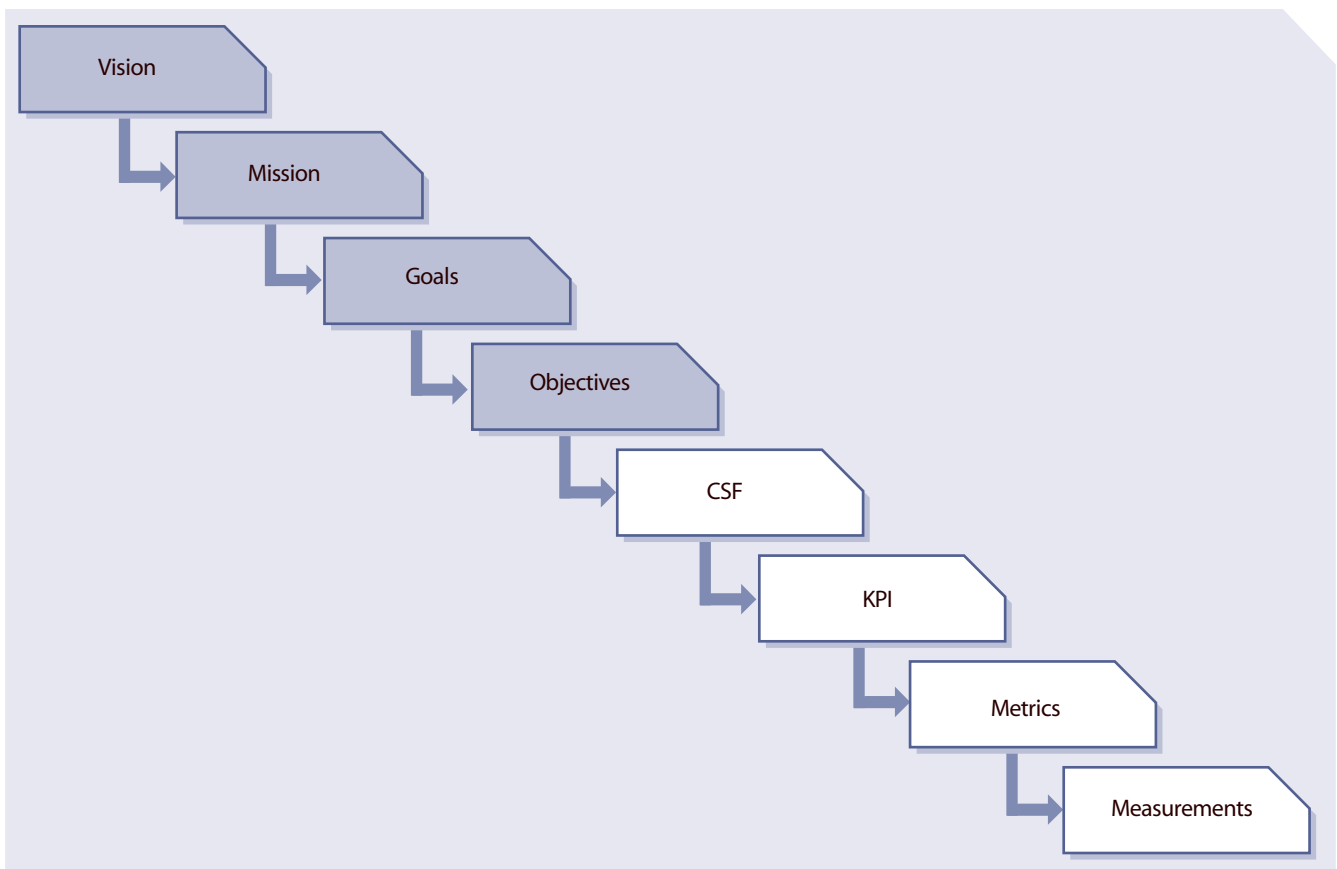 Vision
Mission
Goals
Objectives
CSF
KPI
Metrics
Measurements